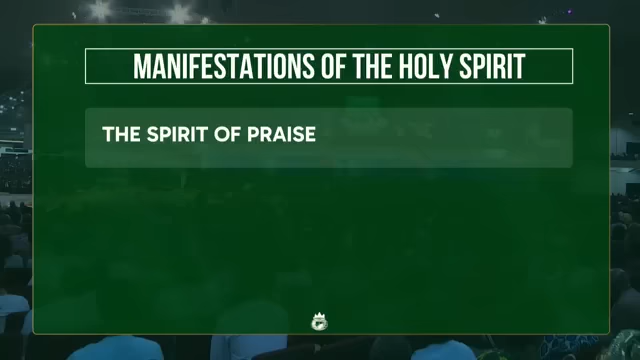 MANIFESTATIONS OF THE HOLY SPIRIT
THE SPIRIT OF PRAISE